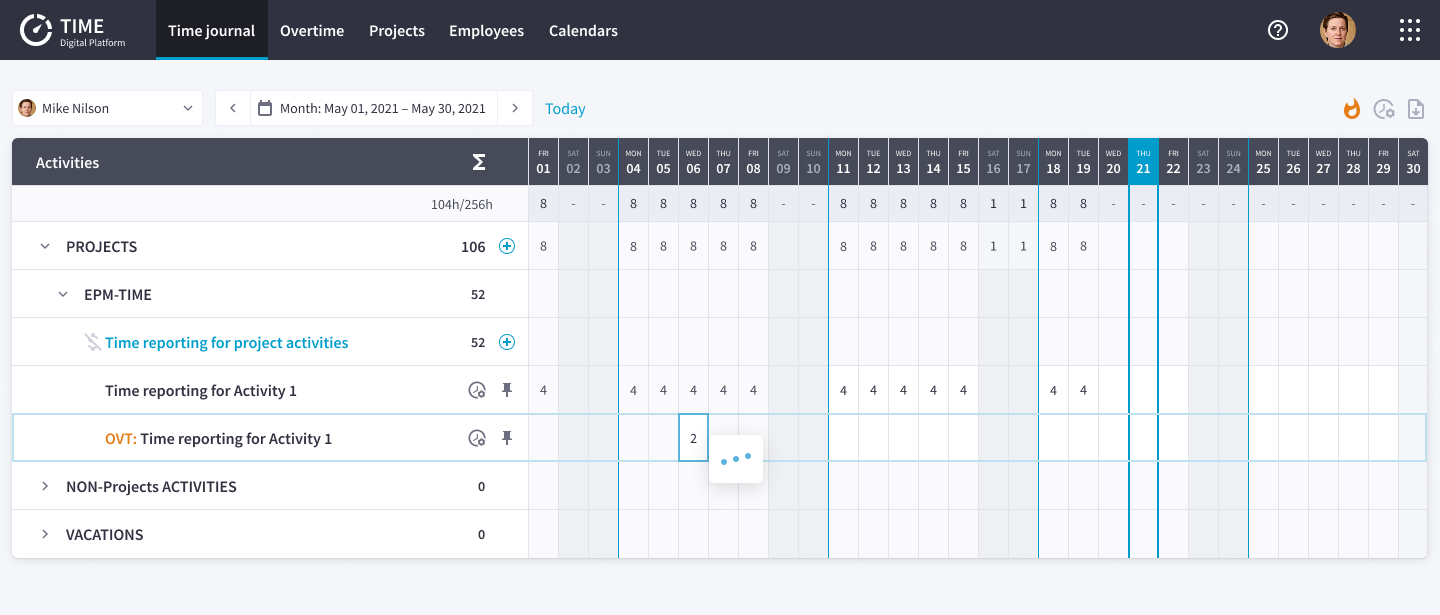 TIME
Digital Platform
Time journal Overtime Projects Employees Calendars
Mike Nilson Month: May 01, 2021 – May 30, 2021 Today
Activities Σ FRI SAT SUN MON TUE WED THU FRI SAT SUN MON TUE WED THU FRI SAT SUN MON TUE WED THU FRI SAT SUN MON TUE WED THU FRI SAT
01 02 03 04 05 06 07 08 09 10 11 12 13 14 15 16 17 18 19 20 21 22 23 24 25 26 27 28 29 30
104h/256h 8 - - 8 8 8 8 8 - - 8 8 8 8 8 1 1 8 8 - - - - - - - - - - -
PROJECTS 106 8 8 8 8 8 8 8 8 8 8 8 1 1 8 8
EPM-TIME 52
Time reporting for project activities 52
Time reporting for Activity 1 4 4 4 4 4 4 4 4 4 4 4 4 4
OVT: Time reporting for Activity 1 2
NON-Projects ACTIVITIES 0
VACATIONS 0